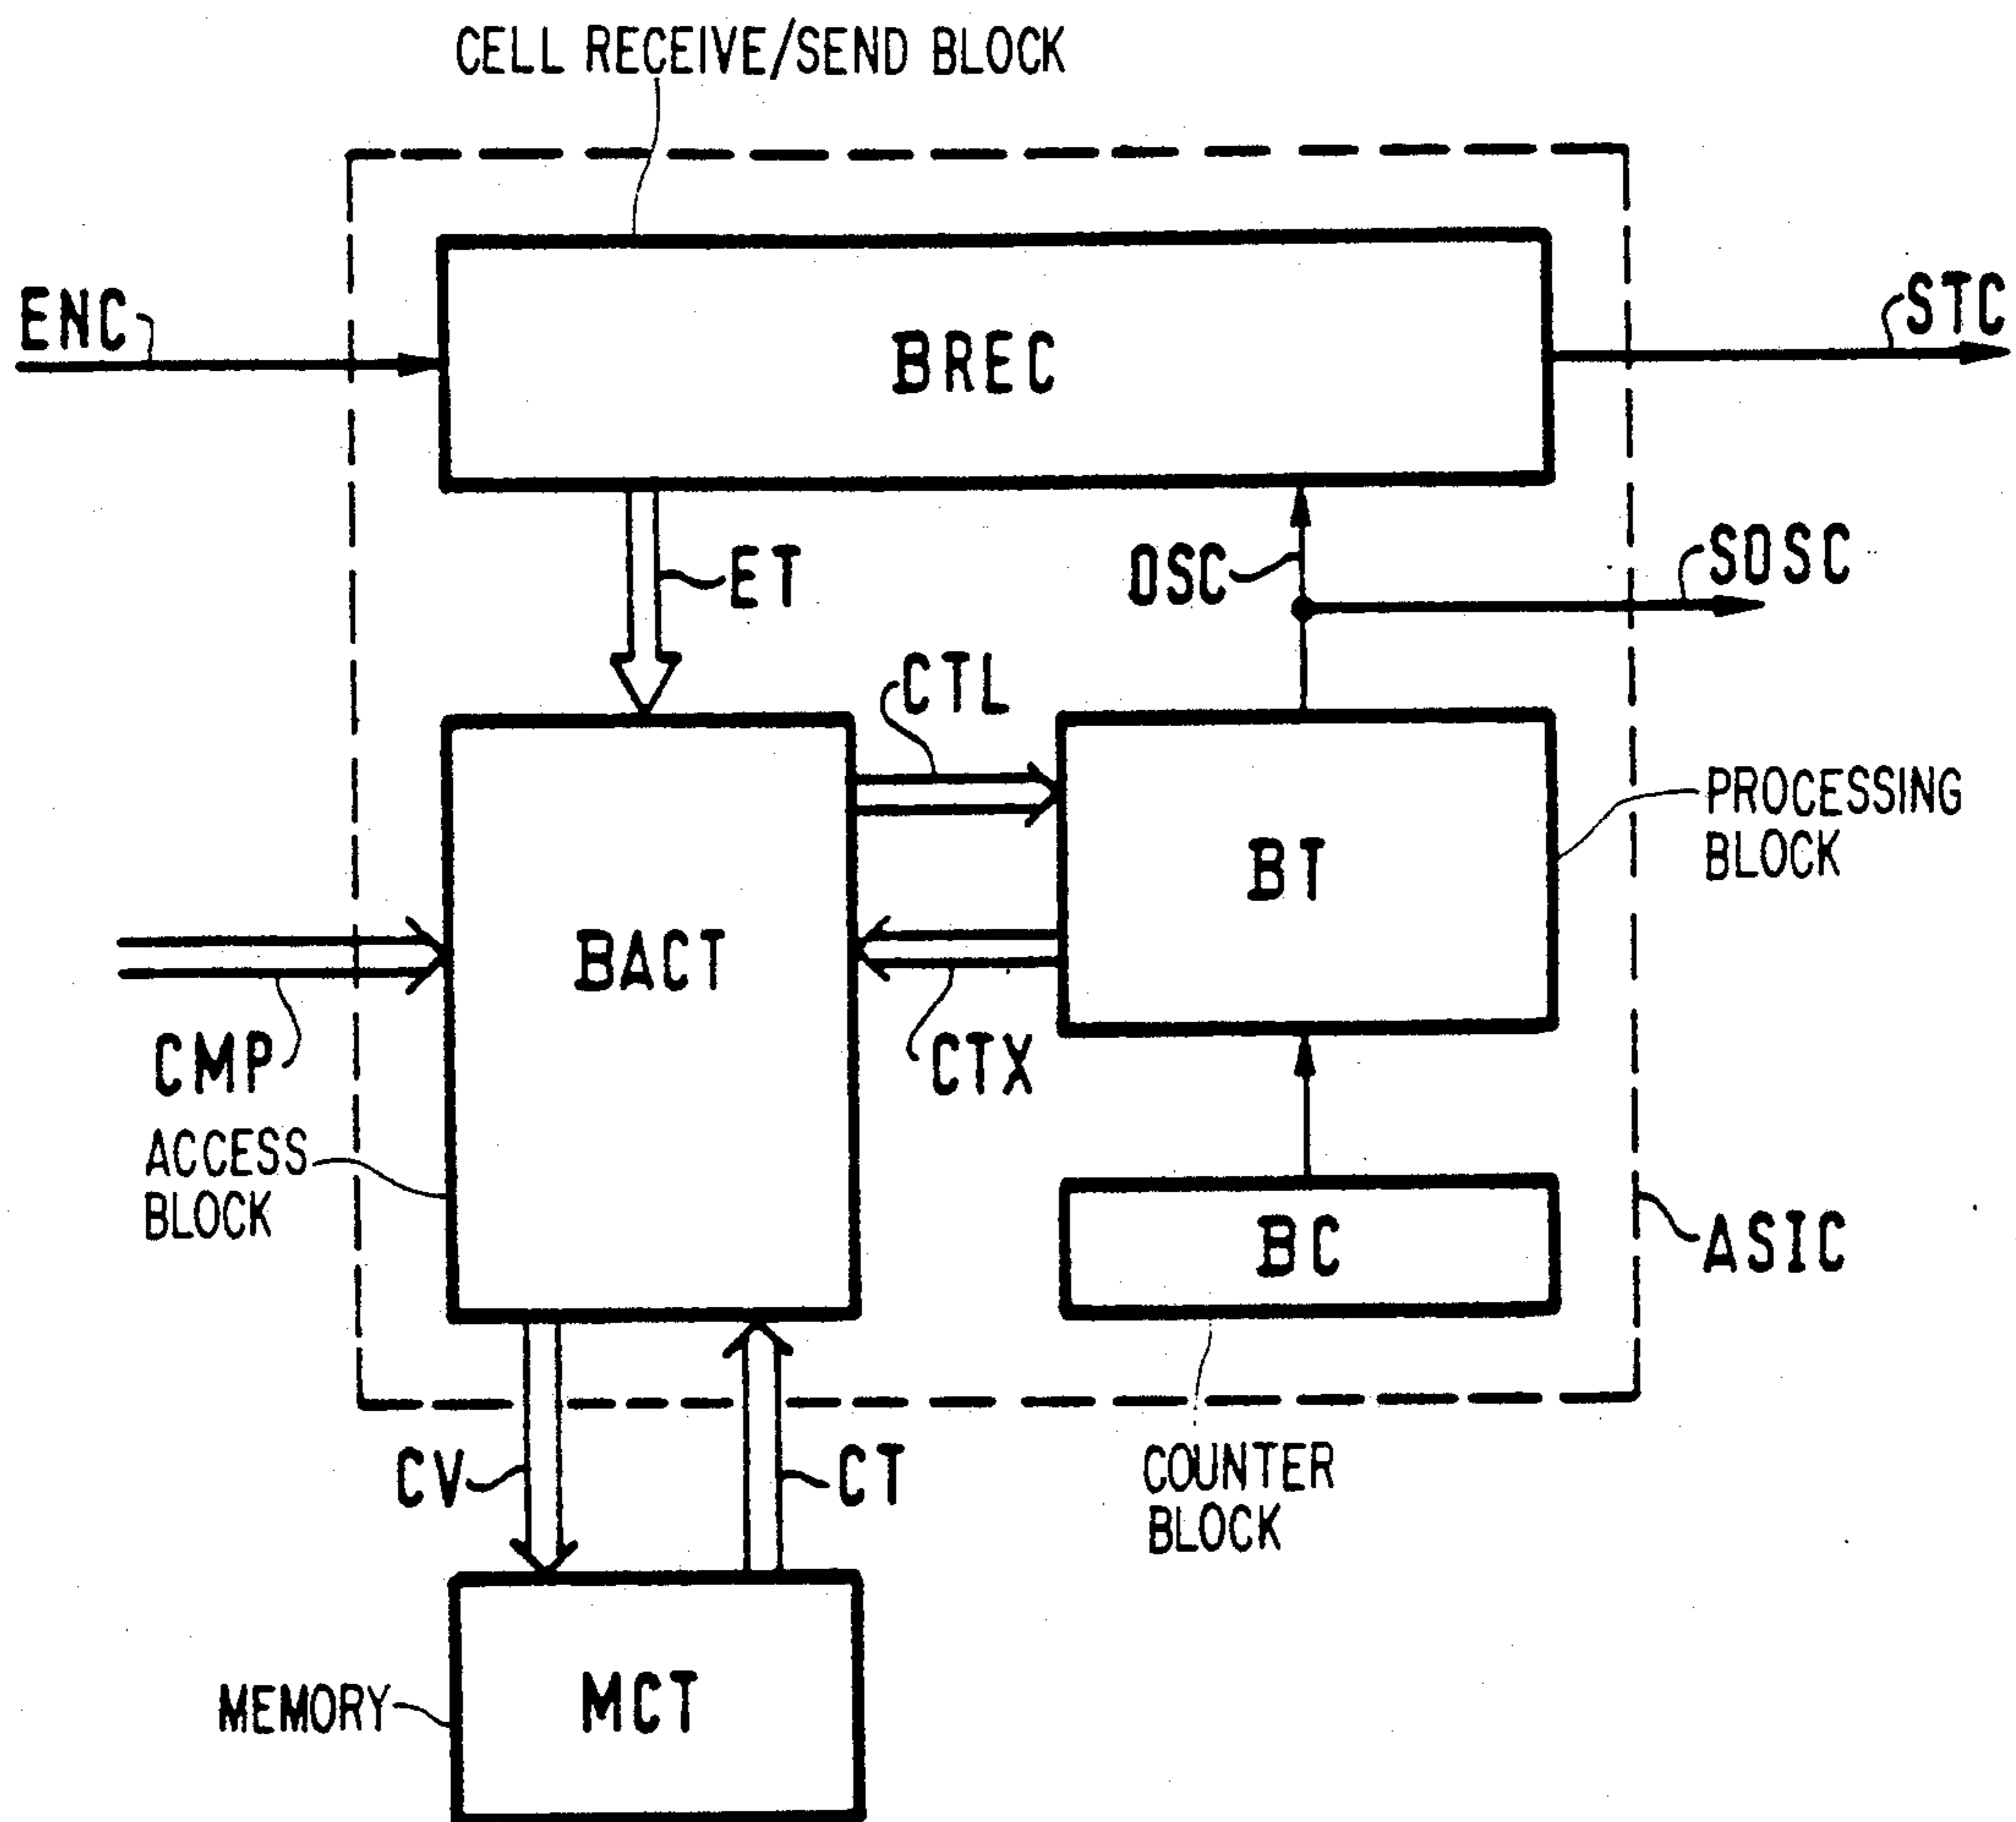 CELL RECEIVE/SEND BLOCK
ENC
BREC
STC
ET
OSC
SOSC
CTL
BACT
BT
PROCESSING
BLOCK
CMP
CTX
ACCESS
BLOCK
BC
ASIC
CV
CT
COUNTER
BLOCK
MEMORY
MCT